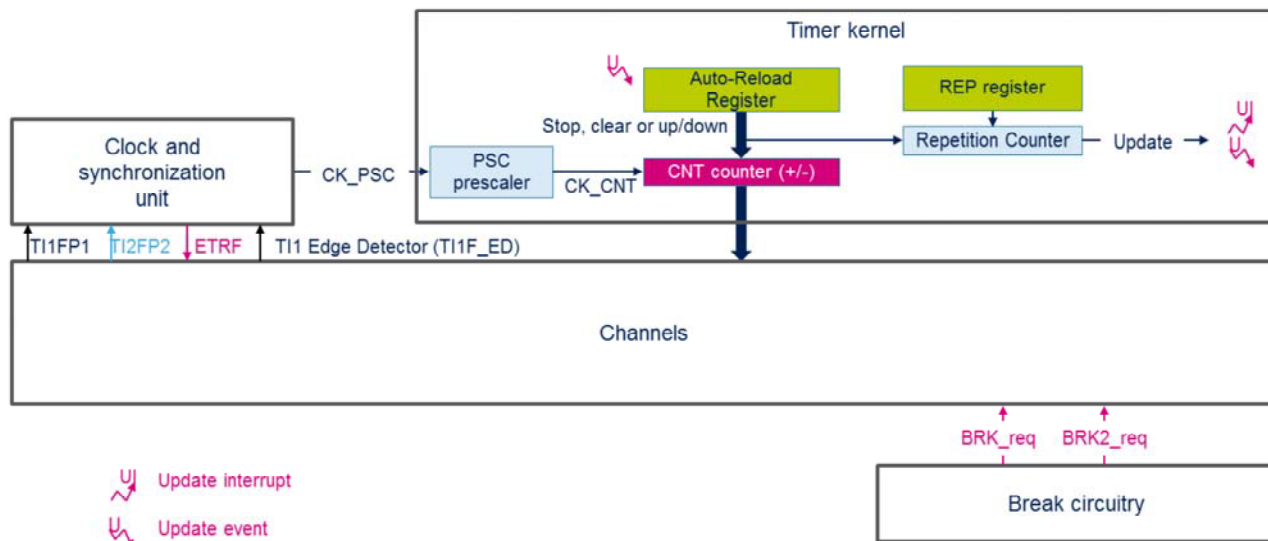 Timer kernel
U
Auto-Reload
Register
REP register
UI
Stop, clear or up/down
Clock and
synchronization
unit
CK_PSC
PSC
prescaler
CK_CNT
CNT counter (+/-)
Repetition Counter
Update
U
TI1FP1
TI2FP2
ETRF
TI1 Edge Detector (TI1F_ED)
Channels
BRK_req
BRK2_req
UI
Update interrupt
U
Update event
Break circuitry